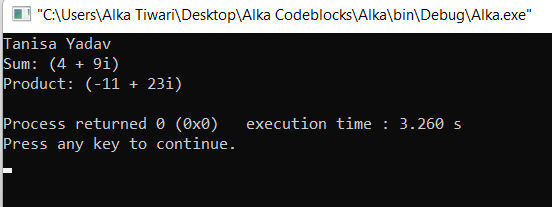 "C:\Users\Alka Tiwari\Desktop\Alka Codeblocks\Alka\bin\Debug\Alka.exe"
Tanisa Yadav
Sum: (4 + 9i)
Product: (-11 + 23i)
Process returned 0 (0x0)   execution time : 3.260 s
Press any key to continue.